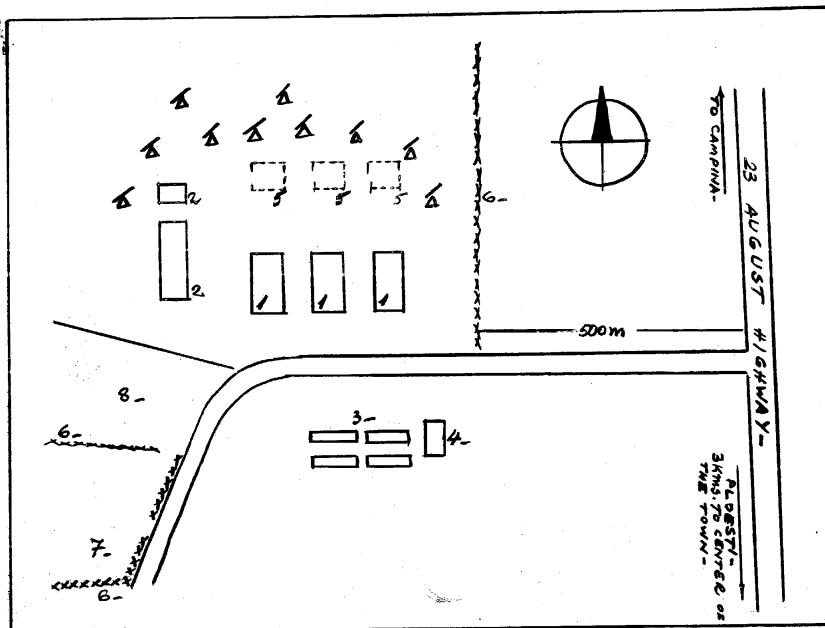 TO CAMPINA-
23 AUGUST HIGHWAY-
2
5
5
5
6-
2
1
1
1
500m
8-
6-
3-
4-
7-
6-
PLOESTI-
3 KMS. TO CENTER OF
THE TOWN-